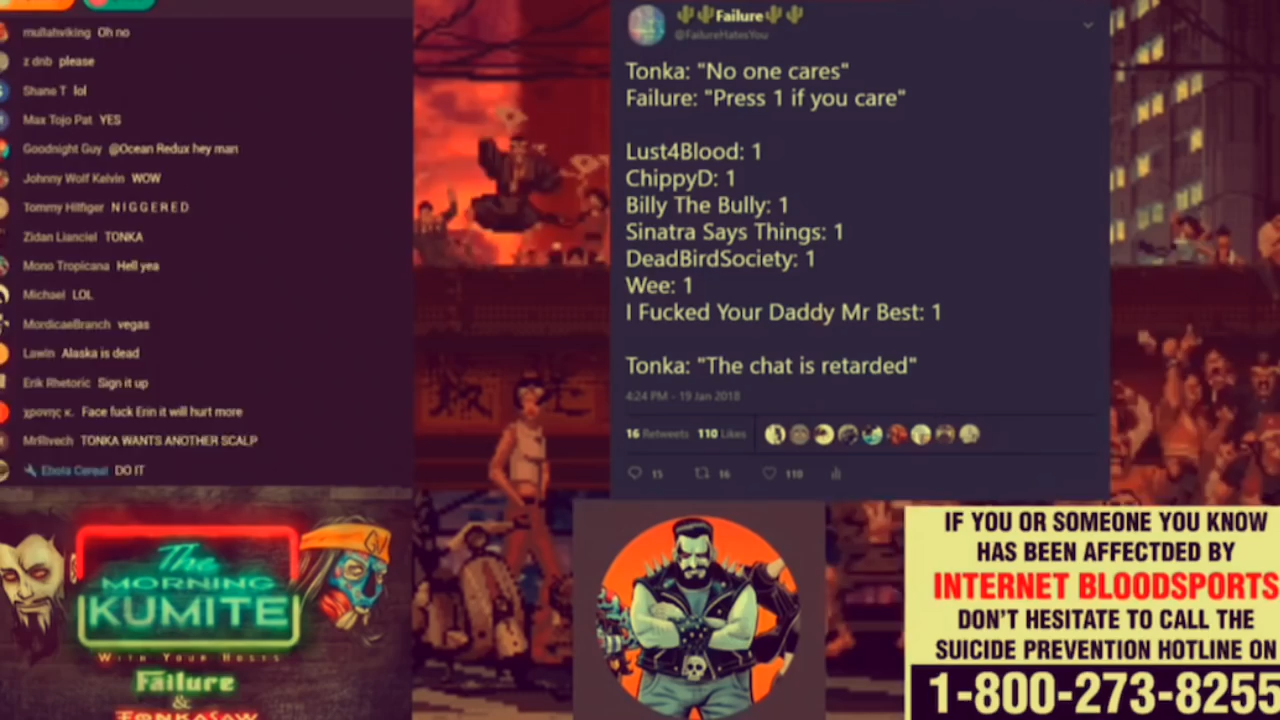 mullahviking Oh no
z dnb please
Shane T lol
Max Tojo Pat YES
Goodnight Guy @Ocean Redux hey man
Johnny Wolf Kelvin WOW
Tommy Hilfiger N I G G E R E D
Zidan Lianciel TONKA
Mono Tropicana Hell yea
Michael LOL
MordicaeBranch vegas
Lawin Alaska is dead
Erik Rhetoric Sign it up
χρονης κ. Face fuck Erin it will hurt more
TONKA WANTS ANOTHER SCALP
Ebola Cereal DO IT
The
MORNING
KUMITE
With Your Hosts
Failure
&
TONKASAW
🌵🌵Failure🌵🌵
@FailureHatesYou
Tonka: "No one cares"
Failure: "Press 1 if you care"
Lust4Blood: 1
ChippyD: 1
Billy The Bully: 1
Sinatra Says Things: 1
DeadBirdSociety: 1
Wee: 1
I Fucked Your Daddy Mr Best: 1
Tonka: "The chat is retarded"
4:24 PM - 19 Jan 2018
16 Retweets 110 Likes
15 16 110
IF YOU OR SOMEONE YOU KNOW
HAS BEEN AFFECTDED BY
INTERNET BLOODSPORTS
DON'T HESITATE TO CALL THE
SUICIDE PREVENTION HOTLINE ON
1-800-273-8255